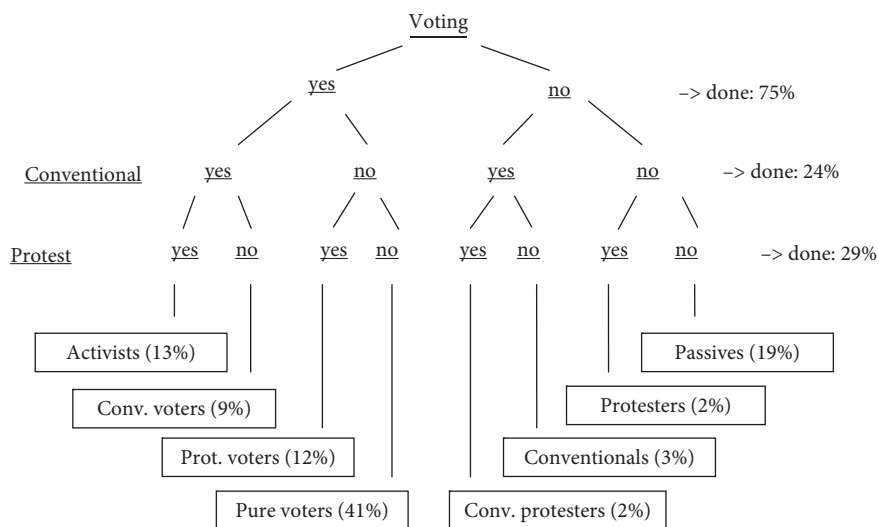 Voting
yes no –> done: 75%
Conventional yes no yes no –> done: 24%
Protest yes no yes no yes no yes no –> done: 29%
Activists (13%) Passives (19%)
Conv. voters (9%) Protesters (2%)
Prot. voters (12%) Conventionals (3%)
Pure voters (41%) Conv. protesters (2%)